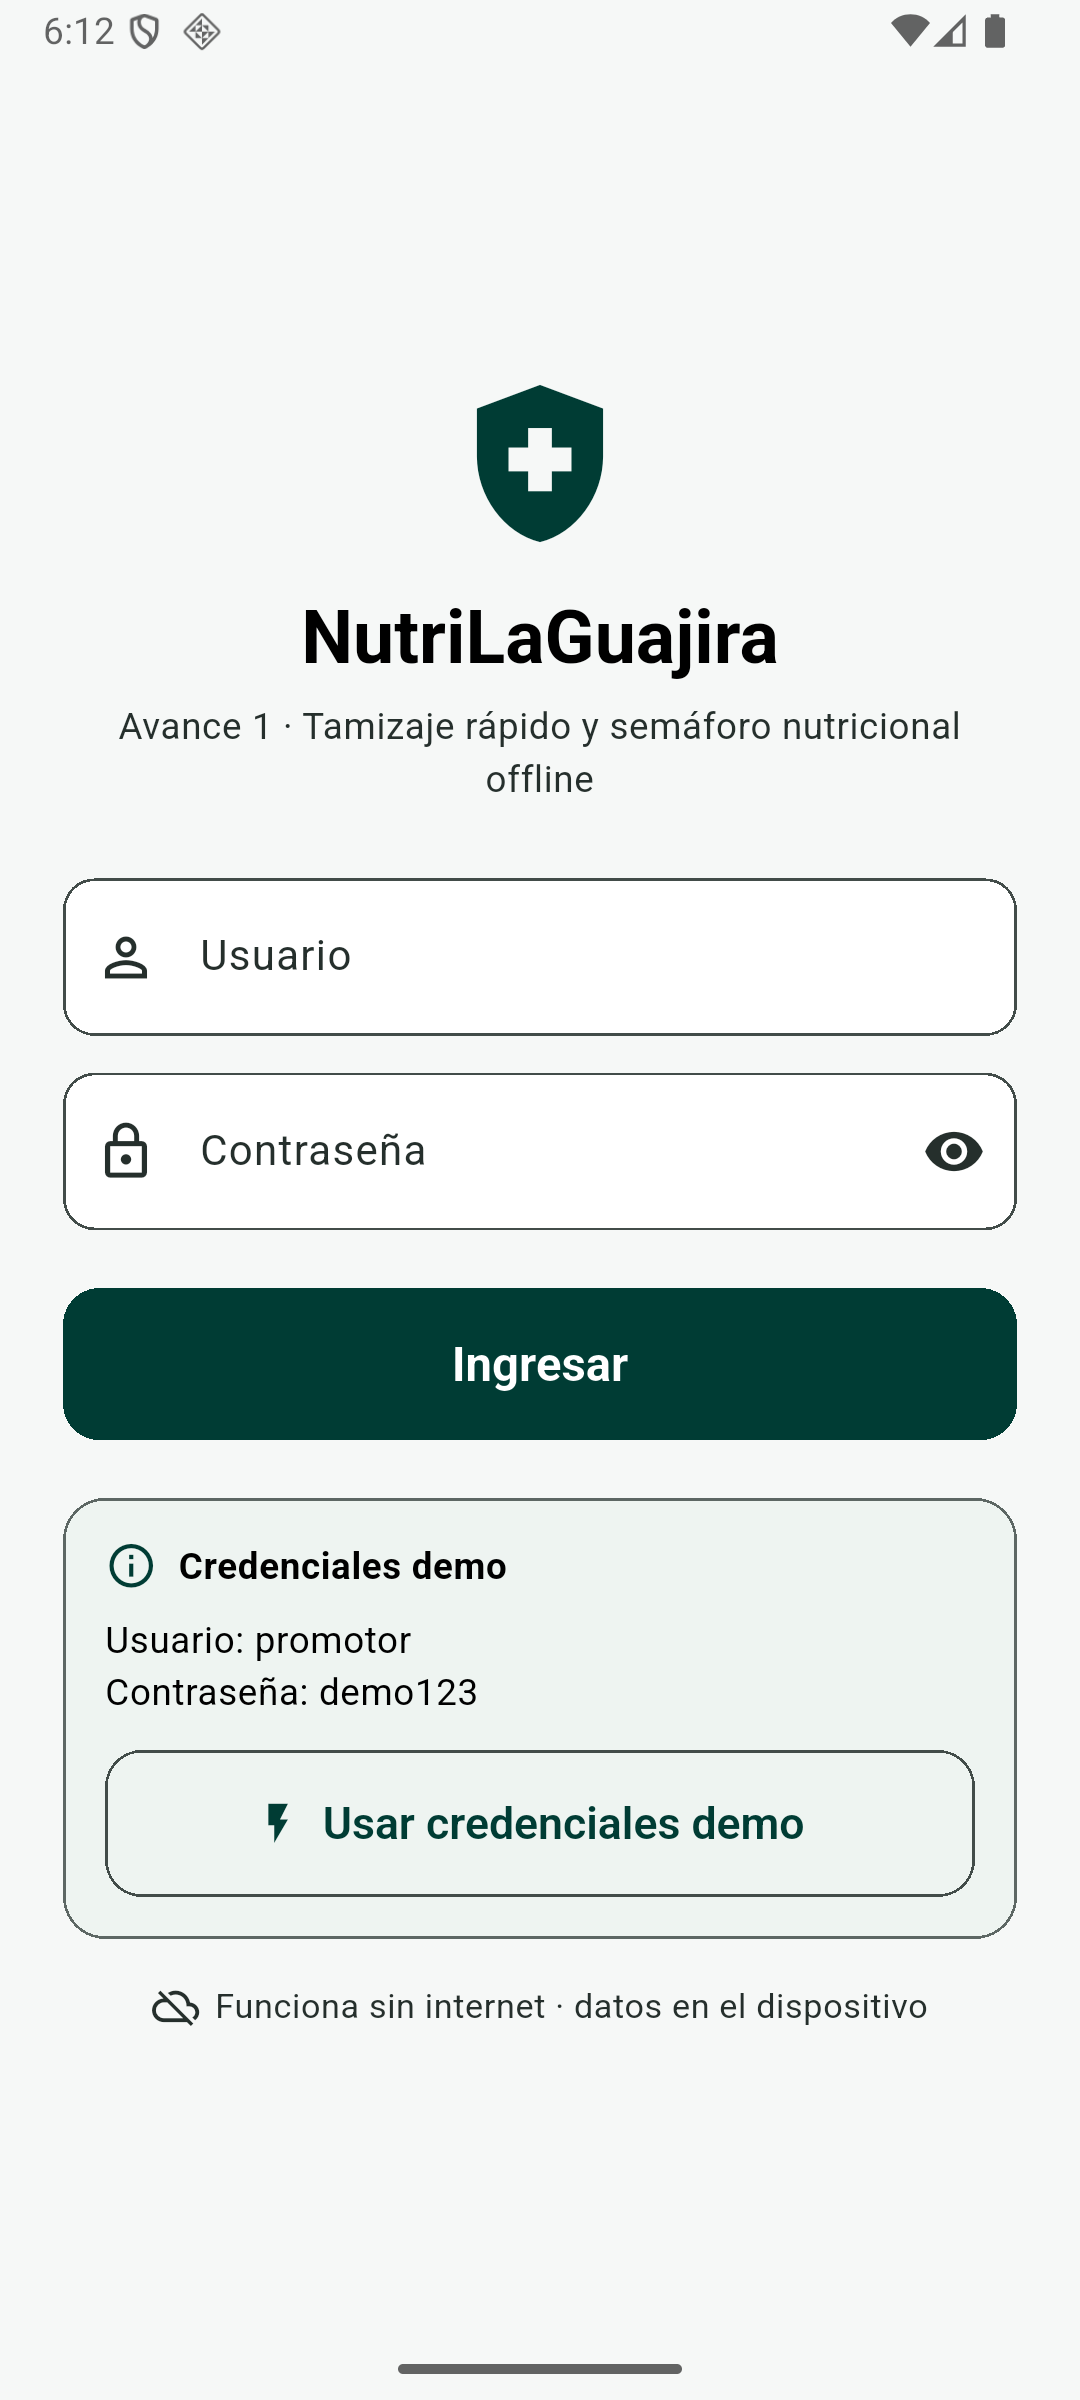 6:12
NutriLaGuajira
Avance 1 · Tamizaje rápido y semáforo nutricional
offline
Usuario
Contraseña
Ingresar
Credenciales demo
Usuario: promotor
Contraseña: demo123
Usar credenciales demo
Funciona sin internet · datos en el dispositivo